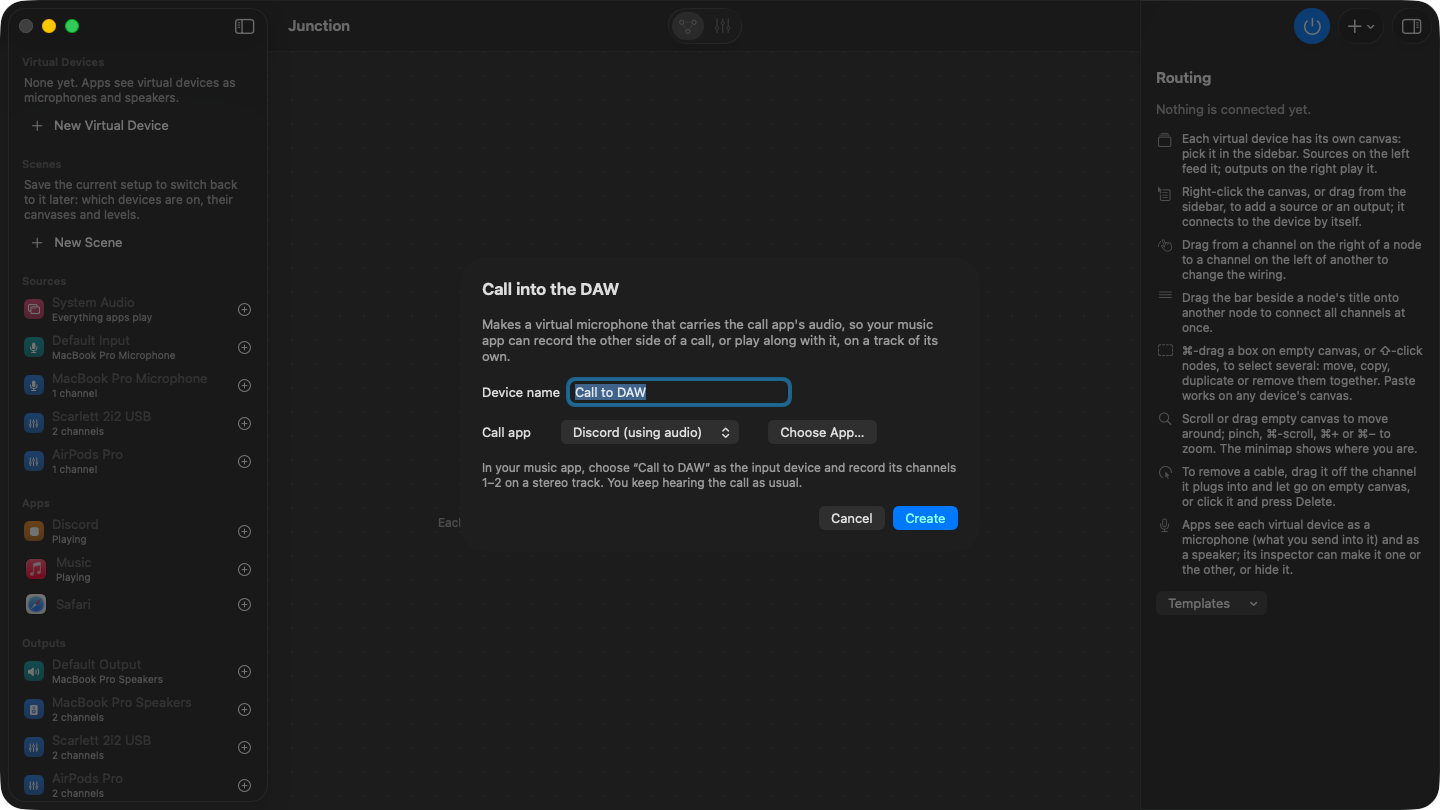 Junction
Virtual Devices
None yet. Apps see virtual devices as
microphones and speakers.
New Virtual Device
Scenes
Save the current setup to switch back
to it later: which devices are on, their
canvases and levels.
New Scene
Sources
System Audio
Everything apps play
Default Input
MacBook Pro Microphone
MacBook Pro Microphone
1 channel
Scarlett 2i2 USB
2 channels
AirPods Pro
1 channel
Apps
Discord
Playing
Music
Playing
Safari
Outputs
Default Output
MacBook Pro Speakers
MacBook Pro Speakers
2 channels
Scarlett 2i2 USB
2 channels
AirPods Pro
2 channels
Call into the DAW
Makes a virtual microphone that carries the call app's audio, so your music
app can record the other side of a call, or play along with it, on a track of its
own.
Device name Call to DAW
Call app Discord (using audio) Choose App...
In your music app, choose “Call to DAW” as the input device and record its channels
1–2 on a stereo track. You keep hearing the call as usual.
Cancel Create
Routing
Nothing is connected yet.
Each virtual device has its own canvas:
pick it in the sidebar. Sources on the left
feed it; outputs on the right play it.
Right-click the canvas, or drag from the
sidebar, to add a source or an output; it
connects to the device by itself.
Drag from a channel on the right of a node
to a channel on the left of another to
change the wiring.
Drag the bar beside a node's title onto
another node to connect all channels at
once.
⌘-drag a box on empty canvas, or ⇧-click
nodes, to select several: move, copy,
duplicate or remove them together. Paste
works on any device's canvas.
Scroll or drag empty canvas to move
around; pinch, ⌘-scroll, ⌘+ or ⌘− to
zoom. The minimap shows where you are.
To remove a cable, drag it off the channel
it plugs into and let go on empty canvas,
or click it and press Delete.
Apps see each virtual device as a
microphone (what you send into it) and as
a speaker; its inspector can make it one or
the other, or hide it.
Templates